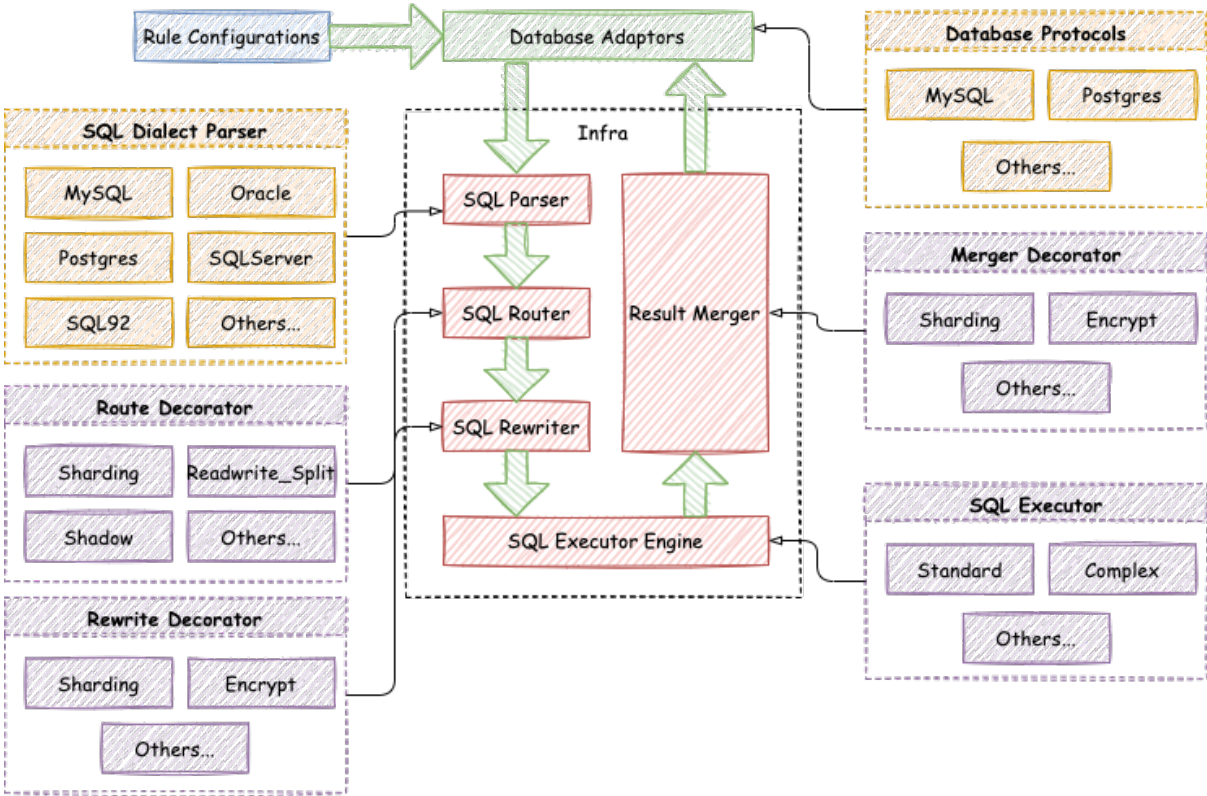 Rule Configurations
Database Adaptors
Database Protocols
MySQL
Postgres
Others...
SQL Dialect Parser
MySQL
Oracle
Postgres
SQLServer
SQL92
Others...
Infra
SQL Parser
SQL Router
SQL Rewriter
Result Merger
SQL Executor Engine
Merger Decorator
Sharding
Encrypt
Others...
Route Decorator
Sharding
Readwrite_Split
Shadow
Others...
SQL Executor
Standard
Complex
Others...
Rewrite Decorator
Sharding
Encrypt
Others...